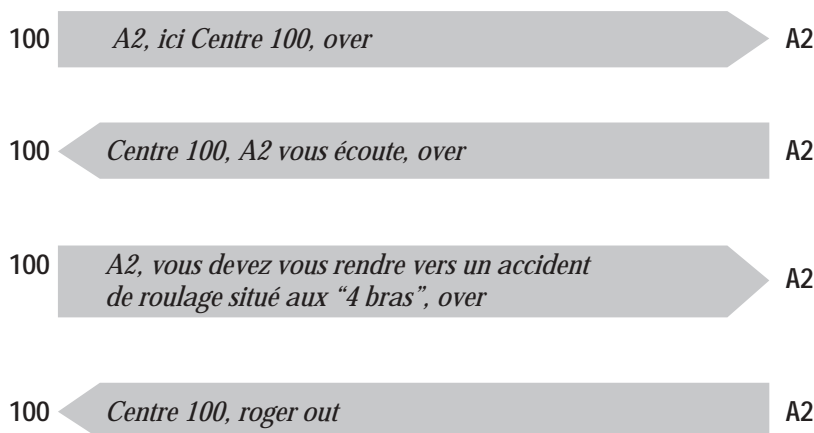 100 A2, ici Centre 100, over A2
100 Centre 100, A2 vous écoute, over A2
100 A2, vous devez vous rendre vers un accident
de roulage situé aux “4 bras”, over A2
100 Centre 100, roger out A2